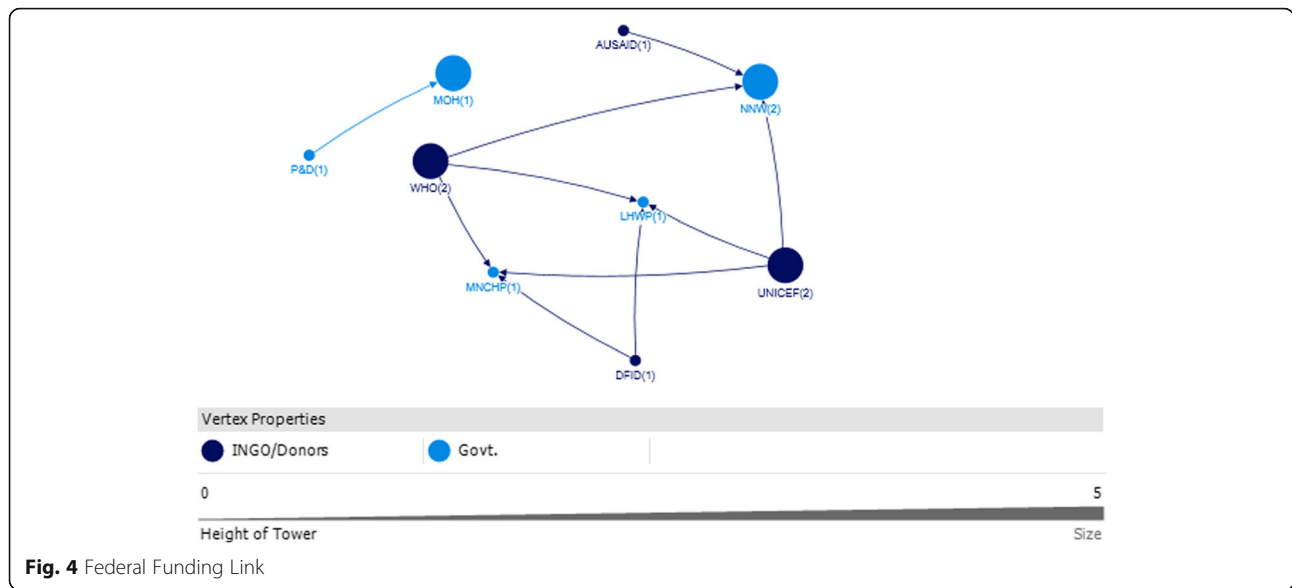 AUSAID(1)
MOH(1)
NNW(2)
P&D(1)
WHO(2)
LHWP(1)
MNCHP(1)
UNICEF(2)
DFID(1)
Vertex Properties
INGO/Donors Govt.
0 5
Height of Tower Size
Fig. 4 Federal Funding Link